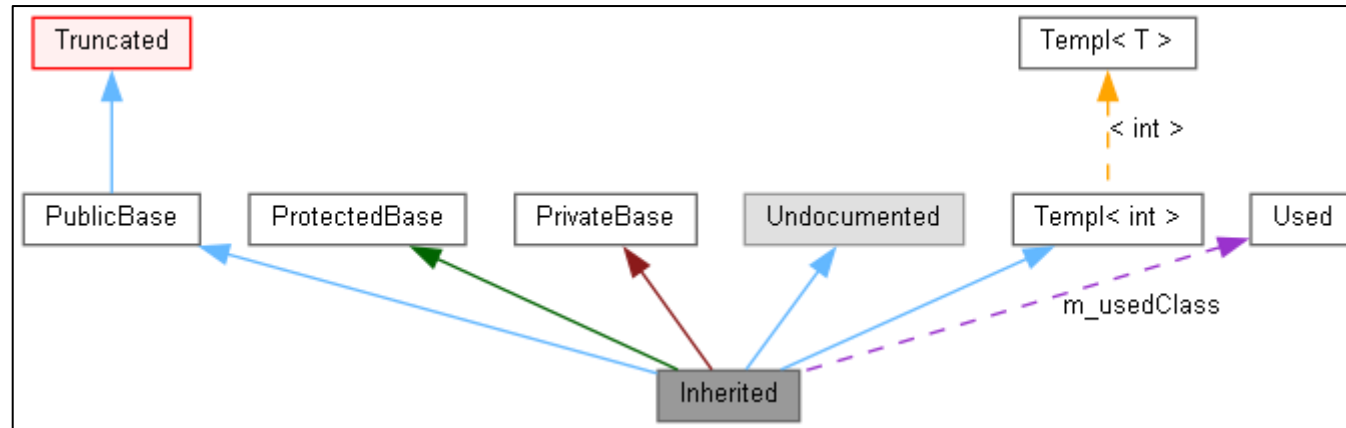 Truncated
Templ< T >
< int >
PublicBase
ProtectedBase
PrivateBase
Undocumented
Templ< int >
Used
m_usedClass
Inherited